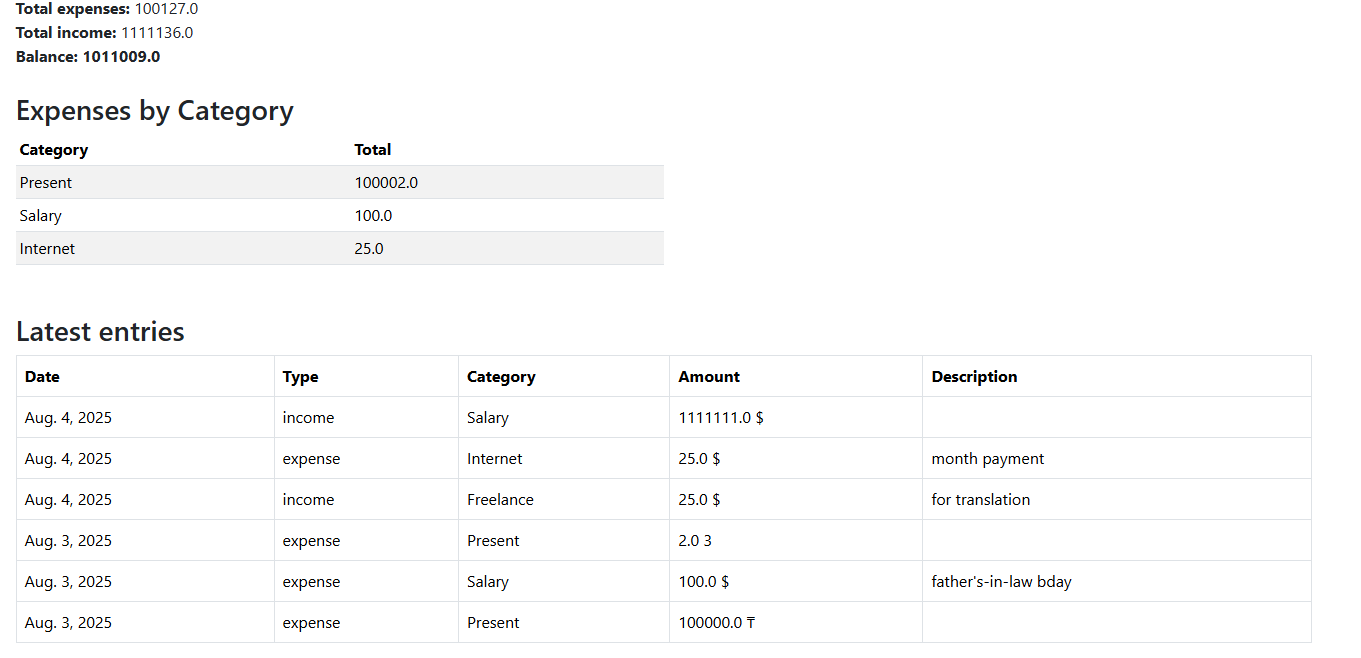 Total expenses: 100127.0
Total income: 1111136.0
Balance: 1011009.0
Expenses by Category
Category Total
Present 100002.0
Salary 100.0
Internet 25.0
Latest entries
Date Type Category Amount Description
Aug. 4, 2025 income Salary 1111111.0 $
Aug. 4, 2025 expense Internet 25.0 $ month payment
Aug. 4, 2025 income Freelance 25.0 $ for translation
Aug. 3, 2025 expense Present 2.0 3
Aug. 3, 2025 expense Salary 100.0 $ father's-in-law bday
Aug. 3, 2025 expense Present 100000.0 ₸